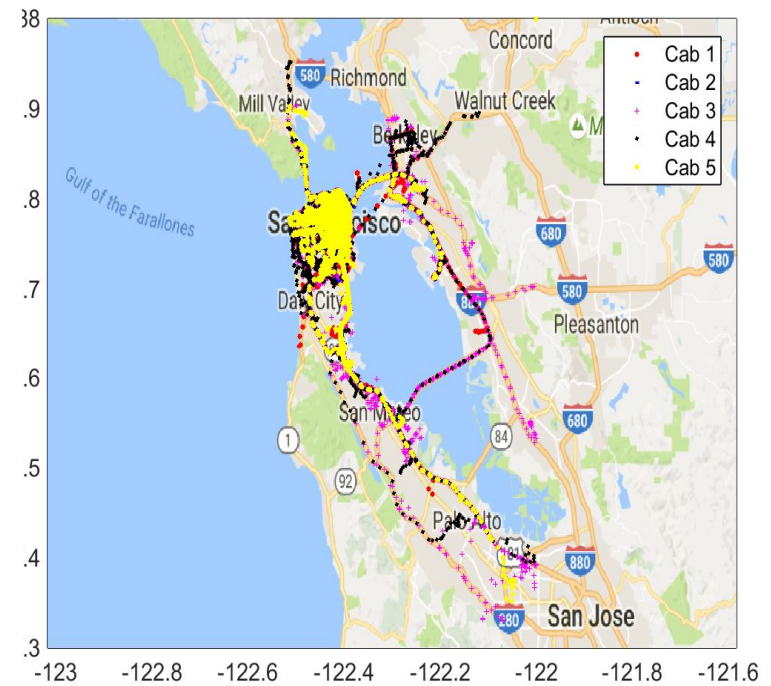 38
Antioch
Concord
Cab 1
Cab 2
Cab 3
Cab 4
Cab 5
580
Richmond
.9
Mill Valley
Walnut Creek
Berkeley
M
.8
Gulf of the Farallones
San Francisco
680
580
.7
Daly City
880
580
Pleasanton
.6
San Mateo
680
1
84
.5
92
Palo Alto
101
.4
880
280
San Jose
.3
-123
-122.8
-122.6
-122.4
-122.2
-122
-121.8
-121.6